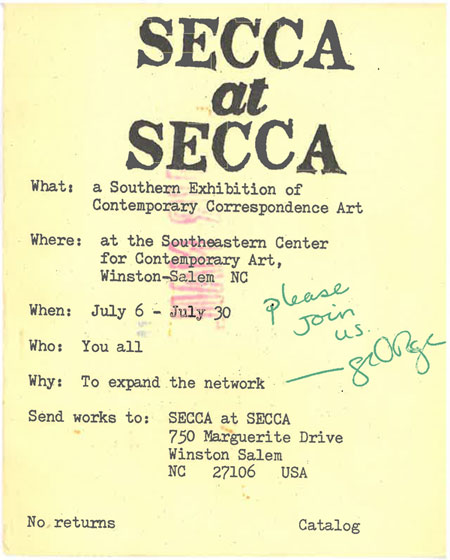 SECCA
at
SECCA
What: a Southern Exhibition of
Contemporary Correspondence Art
Where: at the Southeastern Center
for Contemporary Art,
Winston-Salem NC
When: July 6 - July 30
please
join
us
Who: You all
Why: To expand the network
—geORge
Send works to: SECCA at SECCA
750 Marguerite Drive
Winston Salem
NC 27106 USA
No returns Catalog